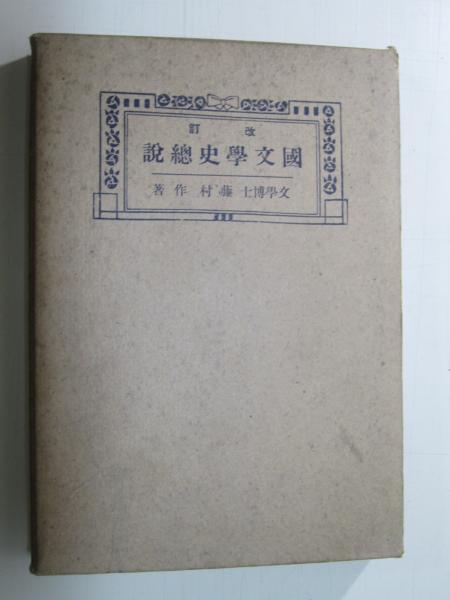 改訂
國文學史總說
文學博士 藤村作著